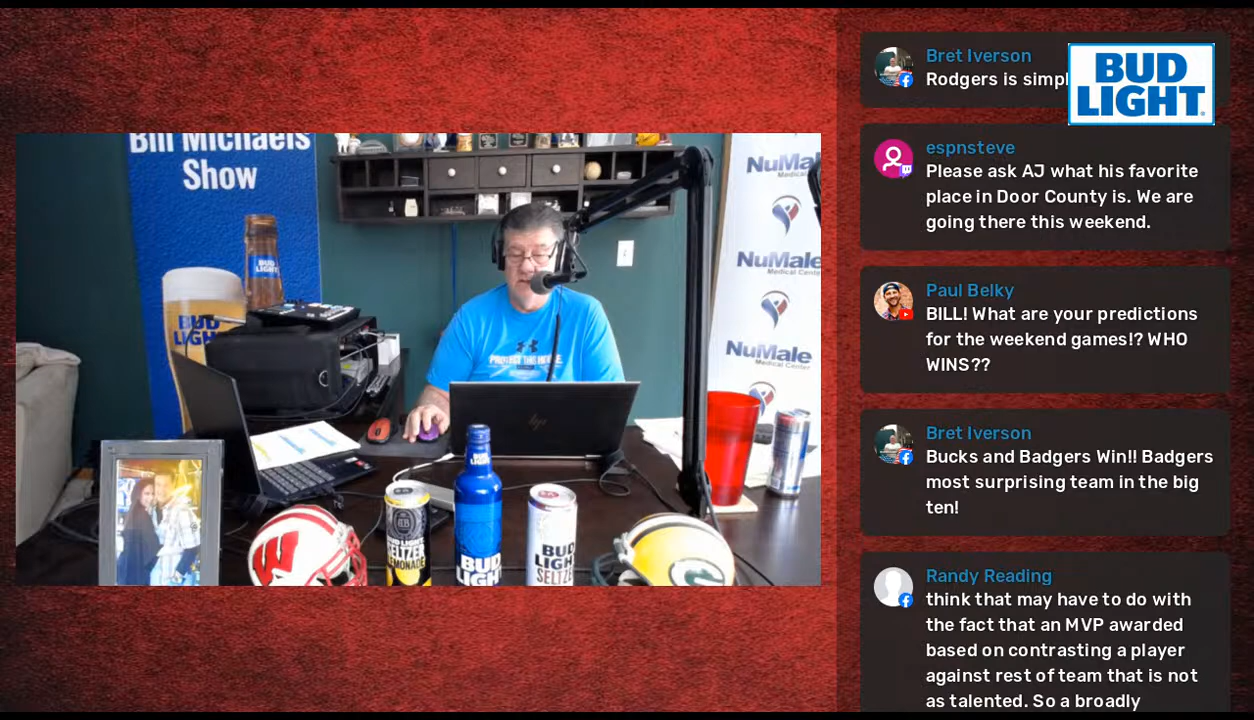 Bill Michaels
Show
BUD
LIGHT
BUD
NuMale
Medical
NuMale
Medical Center
NuMale
Medical Center
PROTECT THE HOUSE.
hp
BUD
LIGHT
BUD
LIGHT
BUD LIGHT
SELTZER
LEMONADE
BUD
LIGHT
SELTZE
W
G
Bret Iverson
Rodgers is simpl
BUD
LIGHT
espnsteve
Please ask AJ what his favorite
place in Door County is. We are
going there this weekend.
Paul Belky
BILL! What are your predictions
for the weekend games!? WHO
WINS??
Bret Iverson
Bucks and Badgers Win!! Badgers
most surprising team in the big
ten!
Randy Reading
think that may have to do with
the fact that an MVP awarded
based on contrasting a player
against rest of team that is not
as talented. So a broadly